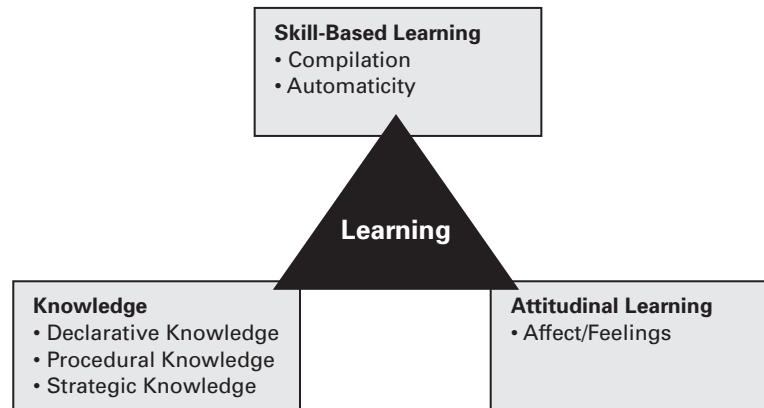 Skill-Based Learning
• Compilation
• Automaticity
Learning
Knowledge
• Declarative Knowledge
• Procedural Knowledge
• Strategic Knowledge
Attitudinal Learning
• Affect/Feelings